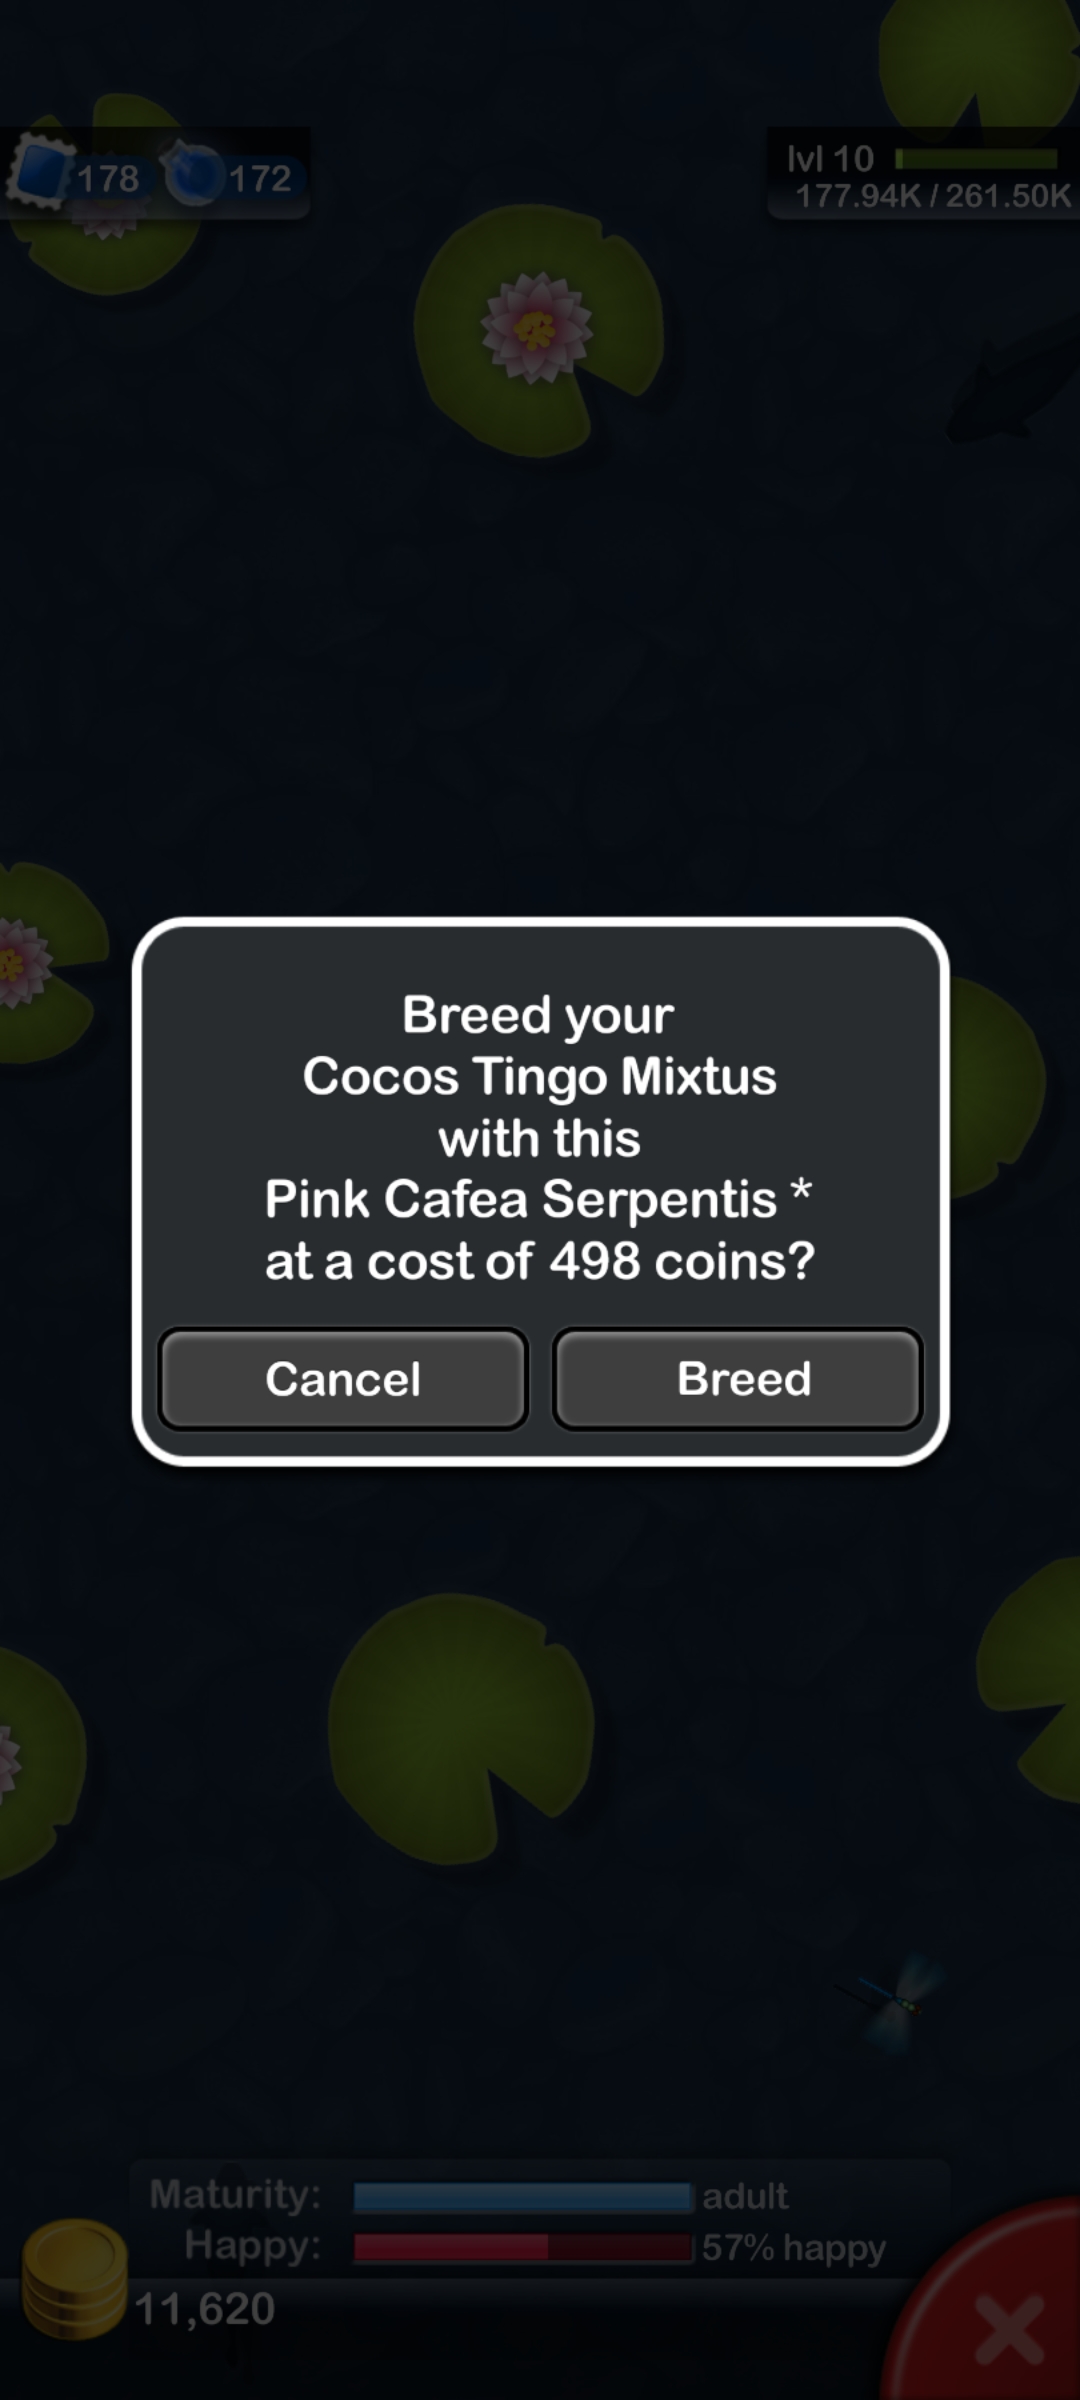 178
172
lvl 10
177.94K / 261.50K
Breed your
Cocos Tingo Mixtus
with this
Pink Cafea Serpentis *
at a cost of 498 coins?
Cancel
Breed
Maturity:
adult
Happy:
57% happy
11,620